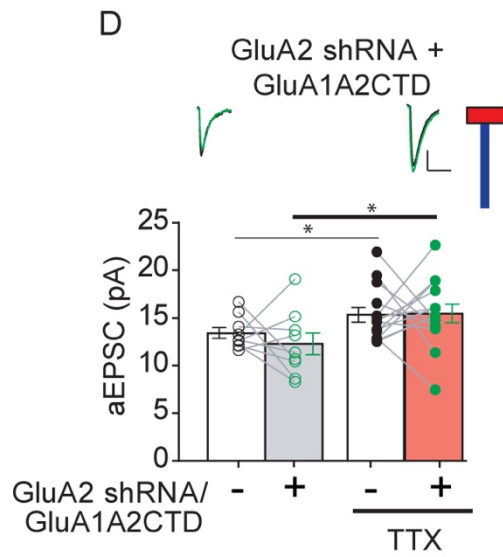 D
GluA2 shRNA +
GluA1A2CTD
* *
25
20
15
10
5
0
aEPSC (pA)
GluA2 shRNA/
GluA1A2CTD
- + - +
TTX